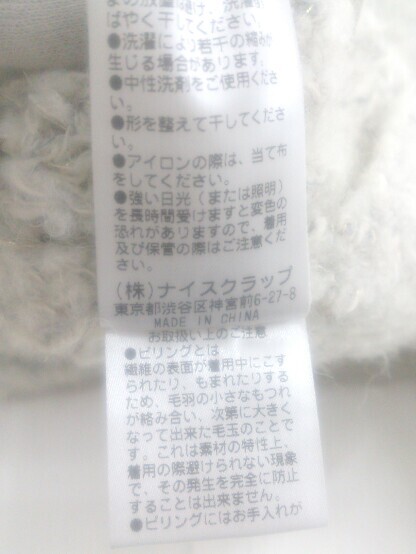 まの放置は避け、洗濯後
ばやく干してください。
●洗濯により若干の縮み
生じる場合があります。
●中性洗剤をご使用くださ
い。
●形を整えて干してくださ
い。
●アイロンの際は、当て布
をしてください。
●強い日光（または照明）
を長時間受けますと変色の
恐れがありますので、着用
及び保管の際はご注意くだ
さい。
（株）ナイスクラップ
東京都渋谷区神宮前6-27-8
MADE IN CHINA
お取扱い上のご注意
●ピリングとは
繊維の表面が着用中にこす
られたり、もまれたりする
ため、毛羽の小さなもつれ
が絡み合い、次第に大きく
なって出来た毛玉のことで
す。これは素材の特性上、
着用の際避けられない現象
で、その発生を完全に防止
することは出来ません。
●ピリングにはお手入れが